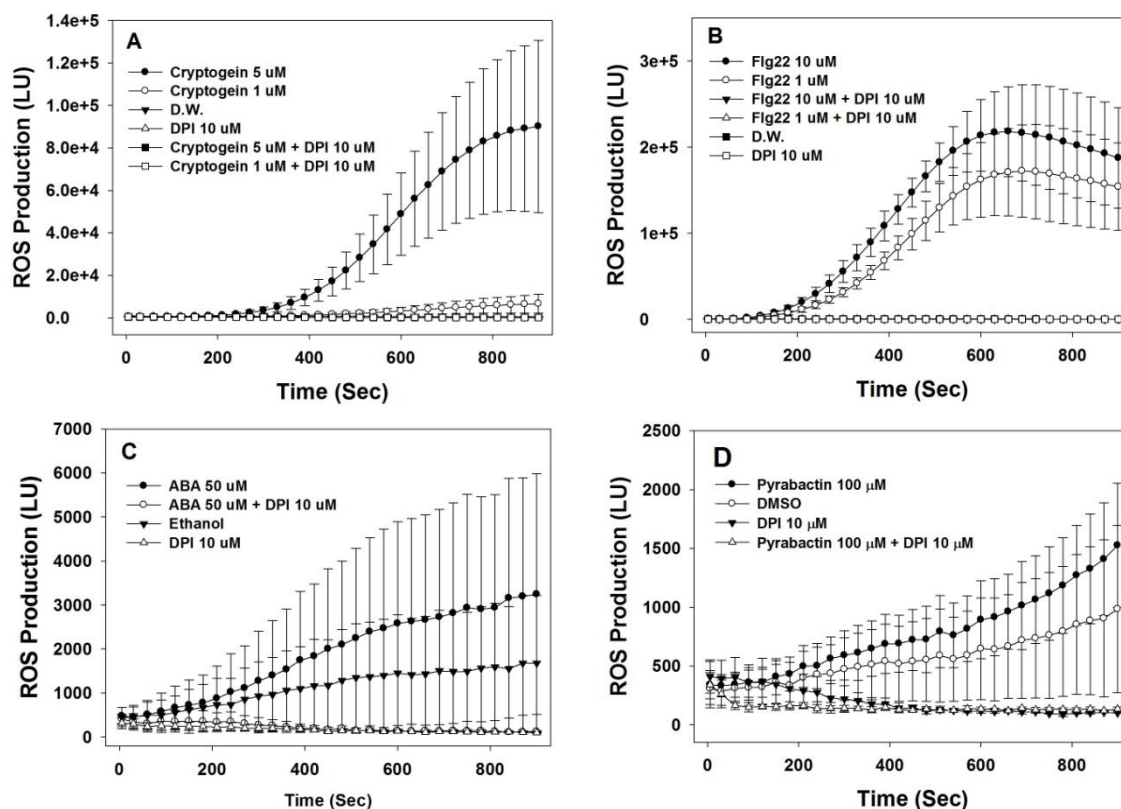 A
Cryptogein 5 uM
Cryptogein 1 uM
D.W.
DPI 10 uM
Cryptogein 5 uM + DPI 10 uM
Cryptogein 1 uM + DPI 10 uM
ROS Production (LU)
1.4e+5
1.2e+5
1.0e+5
8.0e+4
6.0e+4
4.0e+4
2.0e+4
0.0
0 200 400 600 800
Time (Sec)
B
Flg22 10 uM
Flg22 1 uM
Flg22 10 uM + DPI 10 uM
Flg22 1 uM + DPI 10 uM
D.W.
DPI 10 uM
ROS Production (LU)
3e+5
2e+5
1e+5
0
0 200 400 600 800
Time (Sec)
C
ABA 50 uM
ABA 50 uM + DPI 10 uM
Ethanol
DPI 10 uM
ROS Production (LU)
7000
6000
5000
4000
3000
2000
1000
0
0 200 400 600 800
Time (Sec)
D
Pyrabactin 100 μM
DMSO
DPI 10 μM
Pyrabactin 100 μM + DPI 10 μM
ROS Production (LU)
2500
2000
1500
1000
500
0
0 200 400 600 800
Time (Sec)